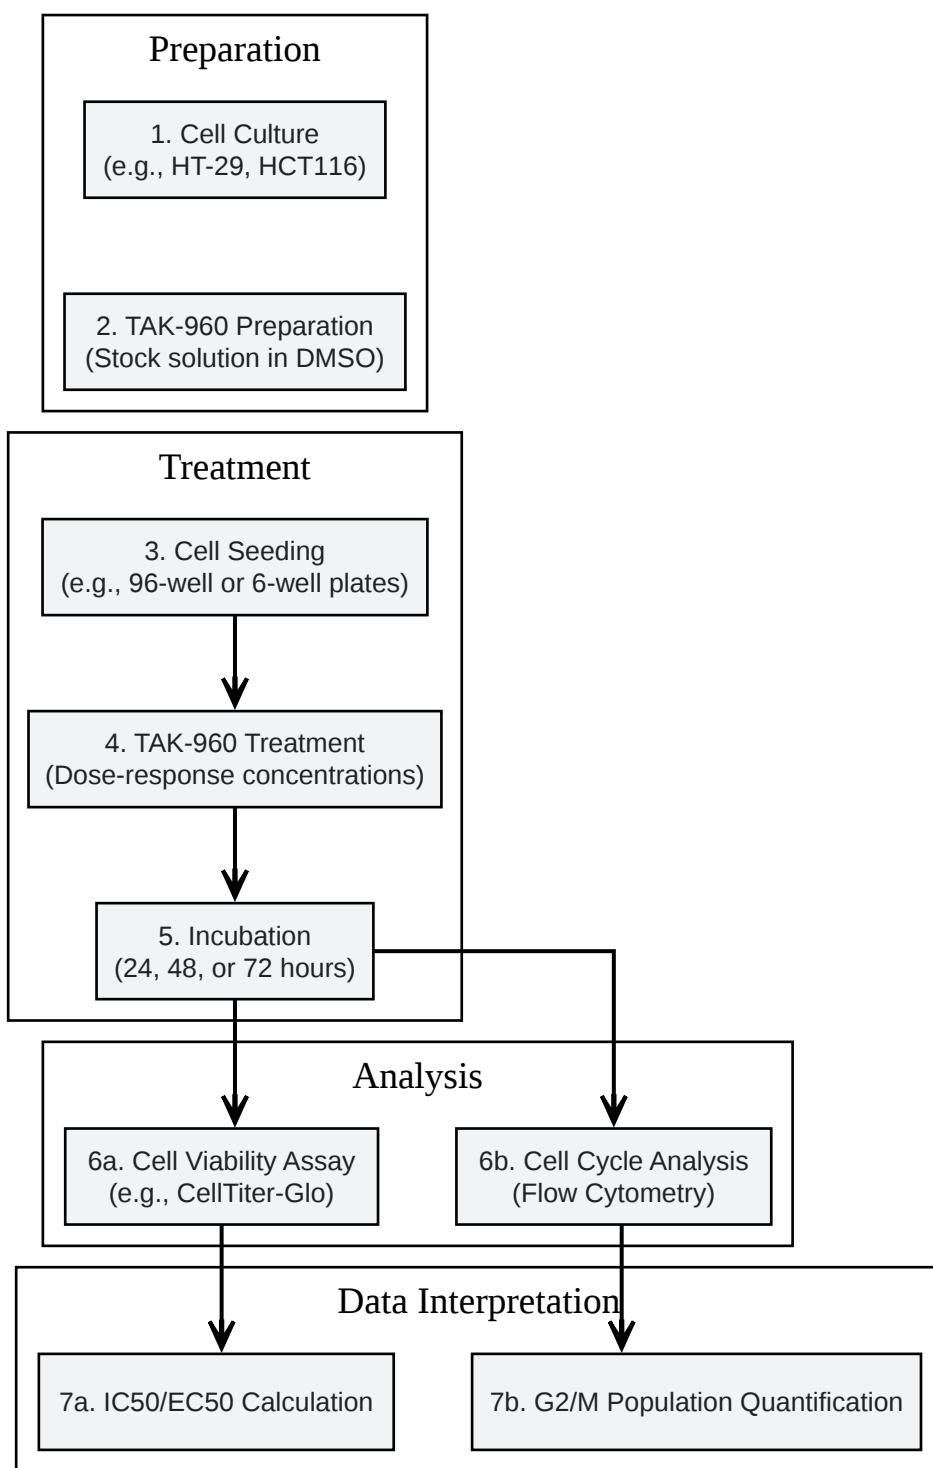 Preparation
1. Cell Culture
(e.g., HT-29, HCT116)
2. TAK-960 Preparation
(Stock solution in DMSO)
Treatment
3. Cell Seeding
(e.g., 96-well or 6-well plates)
4. TAK-960 Treatment
(Dose-response concentrations)
5. Incubation
(24, 48, or 72 hours)
Analysis
6a. Cell Viability Assay
(e.g., CellTiter-Glo)
6b. Cell Cycle Analysis
(Flow Cytometry)
Data Interpretation
7a. IC50/EC50 Calculation
7b. G2/M Population Quantification